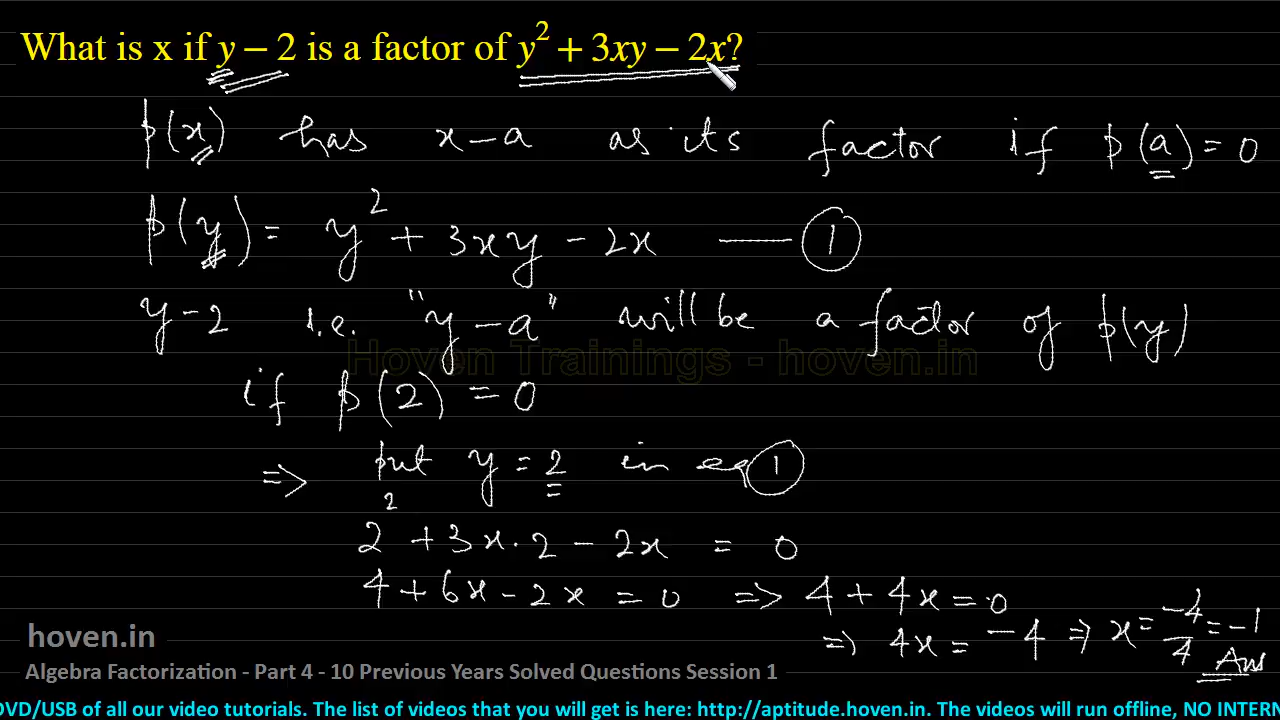 What is x if y − 2 is a factor of y² + 3xy − 2x?
p(x) has x-a as its factor if p(a) = 0
p(y) = y² + 3xy - 2x —— ①
y-2 i.e. "y-a" will be a factor of p(y)
Hoven Trainings - hoven.in
if p(2) = 0
=> put y = 2 in eq ①
2² + 3x·2 - 2x = 0
4 + 6x - 2x = 0 => 4 + 4x = 0
=> 4x = -4 => x = -4/4 = -1
Ans
hoven.in
Algebra Factorization - Part 4 - 10 Previous Years Solved Questions Session 1
DVD/USB of all our video tutorials. The list of videos that you will get is here: http://aptitude.hoven.in. The videos will run offline, NO INTERN